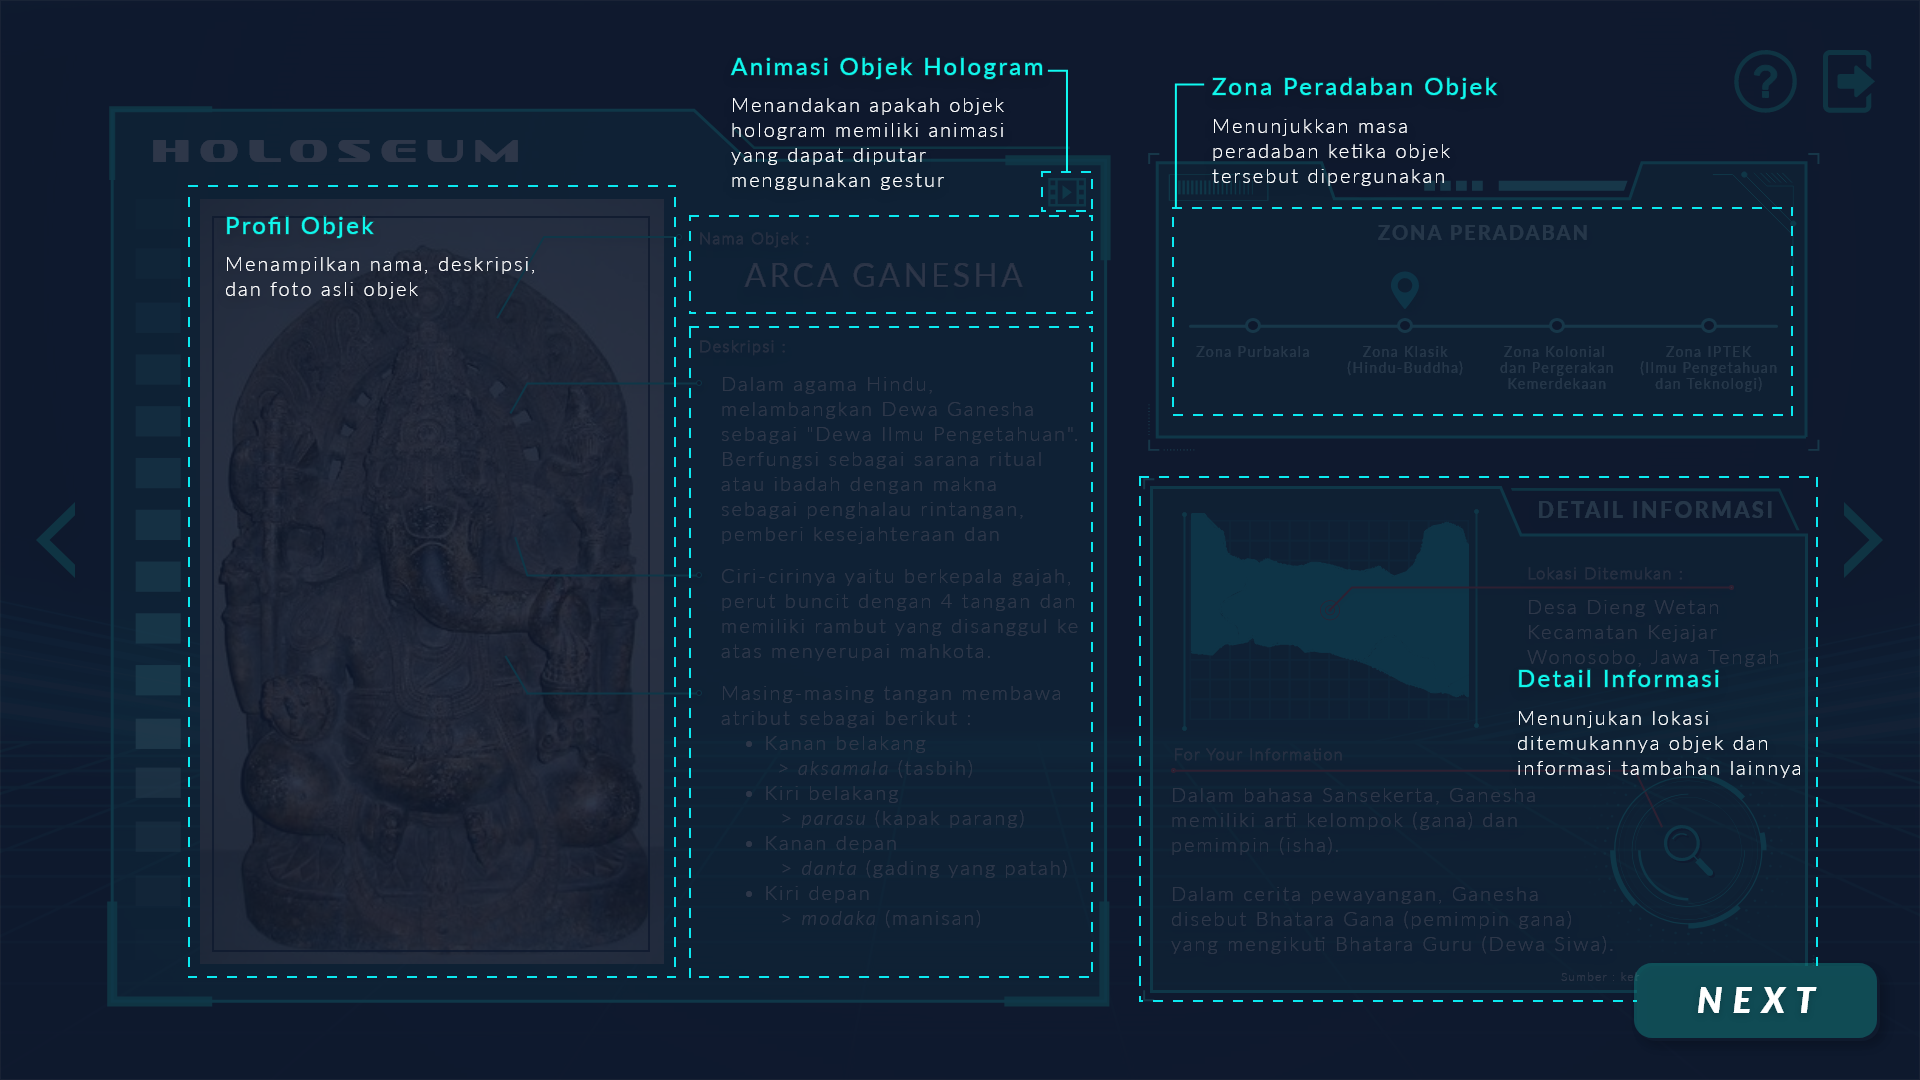 HOLOSEUM
Animasi Objek Hologram
Menandakan apakah objek
hologram memiliki animasi
yang dapat diputar
menggunakan gestur
Zona Peradaban Objek
Menunjukkan masa
peradaban ketika objek
tersebut dipergunakan
?
Profil Objek
Menampilkan nama, deskripsi,
dan foto asli objek
Nama Objek :
ARCA GANESHA
Deskripsi :
Dalam agama Hindu,
melambangkan Dewa Ganesha
sebagai "Dewa Ilmu Pengetahuan".
Berfungsi sebagai sarana ritual
atau ibadah dengan makna
sebagai penghalau rintangan,
pemberi kesejahteraan dan
Ciri-cirinya yaitu berkepala gajah,
perut buncit dengan 4 tangan dan
memiliki rambut yang disanggul ke
atas menyerupai mahkota.
Masing-masing tangan membawa
atribut sebagai berikut :
• Kanan belakang
> aksamala (tasbih)
• Kiri belakang
> parasu (kapak parang)
• Kanan depan
> danta (gading yang patah)
• Kiri depan
> modaka (manisan)
ZONA PERADABAN
Zona Purbakala
Zona Klasik
(Hindu-Buddha)
Zona Kolonial
dan Pergerakan
Kemerdekaan
Zona IPTEK
(Ilmu Pengetahuan
dan Teknologi)
DETAIL INFORMASI
Lokasi Ditemukan :
Desa Dieng Wetan
Kecamatan Kejajar
Wonosobo, Jawa Tengah
Detail Informasi
Menunjukan lokasi
ditemukannya objek dan
informasi tambahan lainnya
For Your Information
Dalam bahasa Sansekerta, Ganesha
memiliki arti kelompok (gana) dan
pemimpin (isha).
Dalam cerita pewayangan, Ganesha
disebut Bhatara Gana (pemimpin gana)
yang mengikuti Bhatara Guru (Dewa Siwa).
Sumber :
NEXT